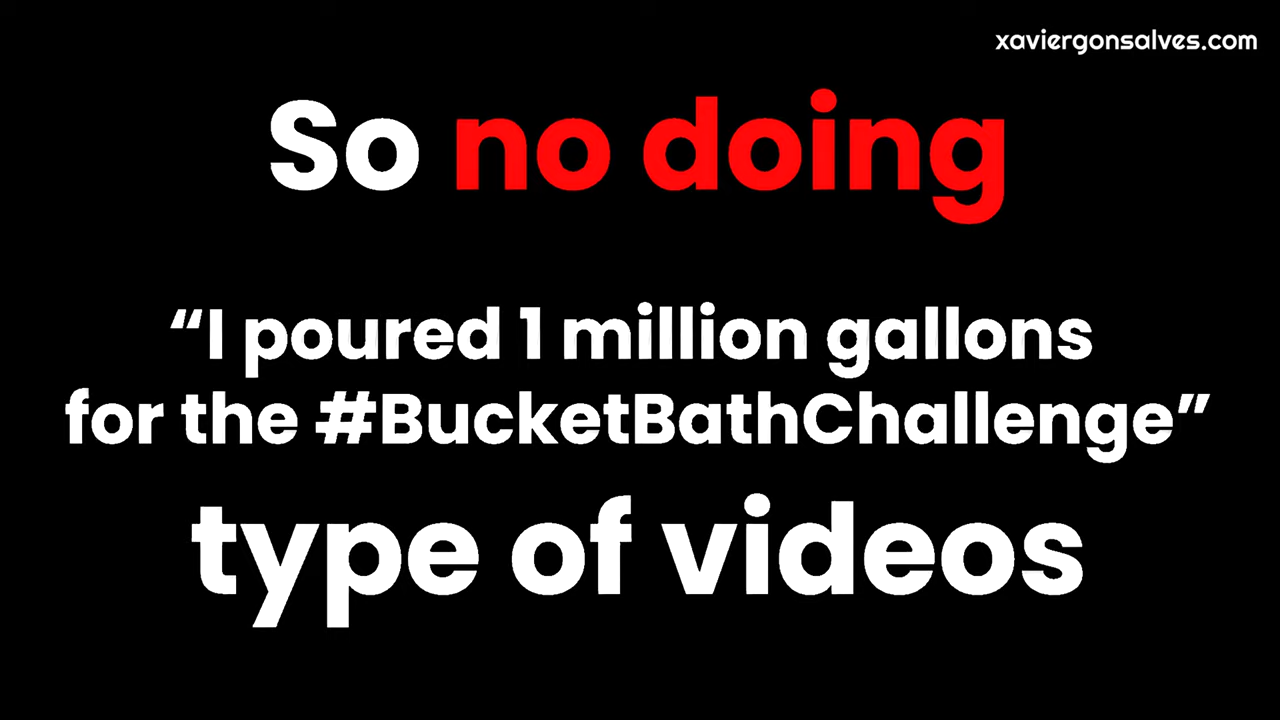 xaviergonsalves.com
So no doing
“I poured 1 million gallons
for the #BucketBathChallenge”
type of videos